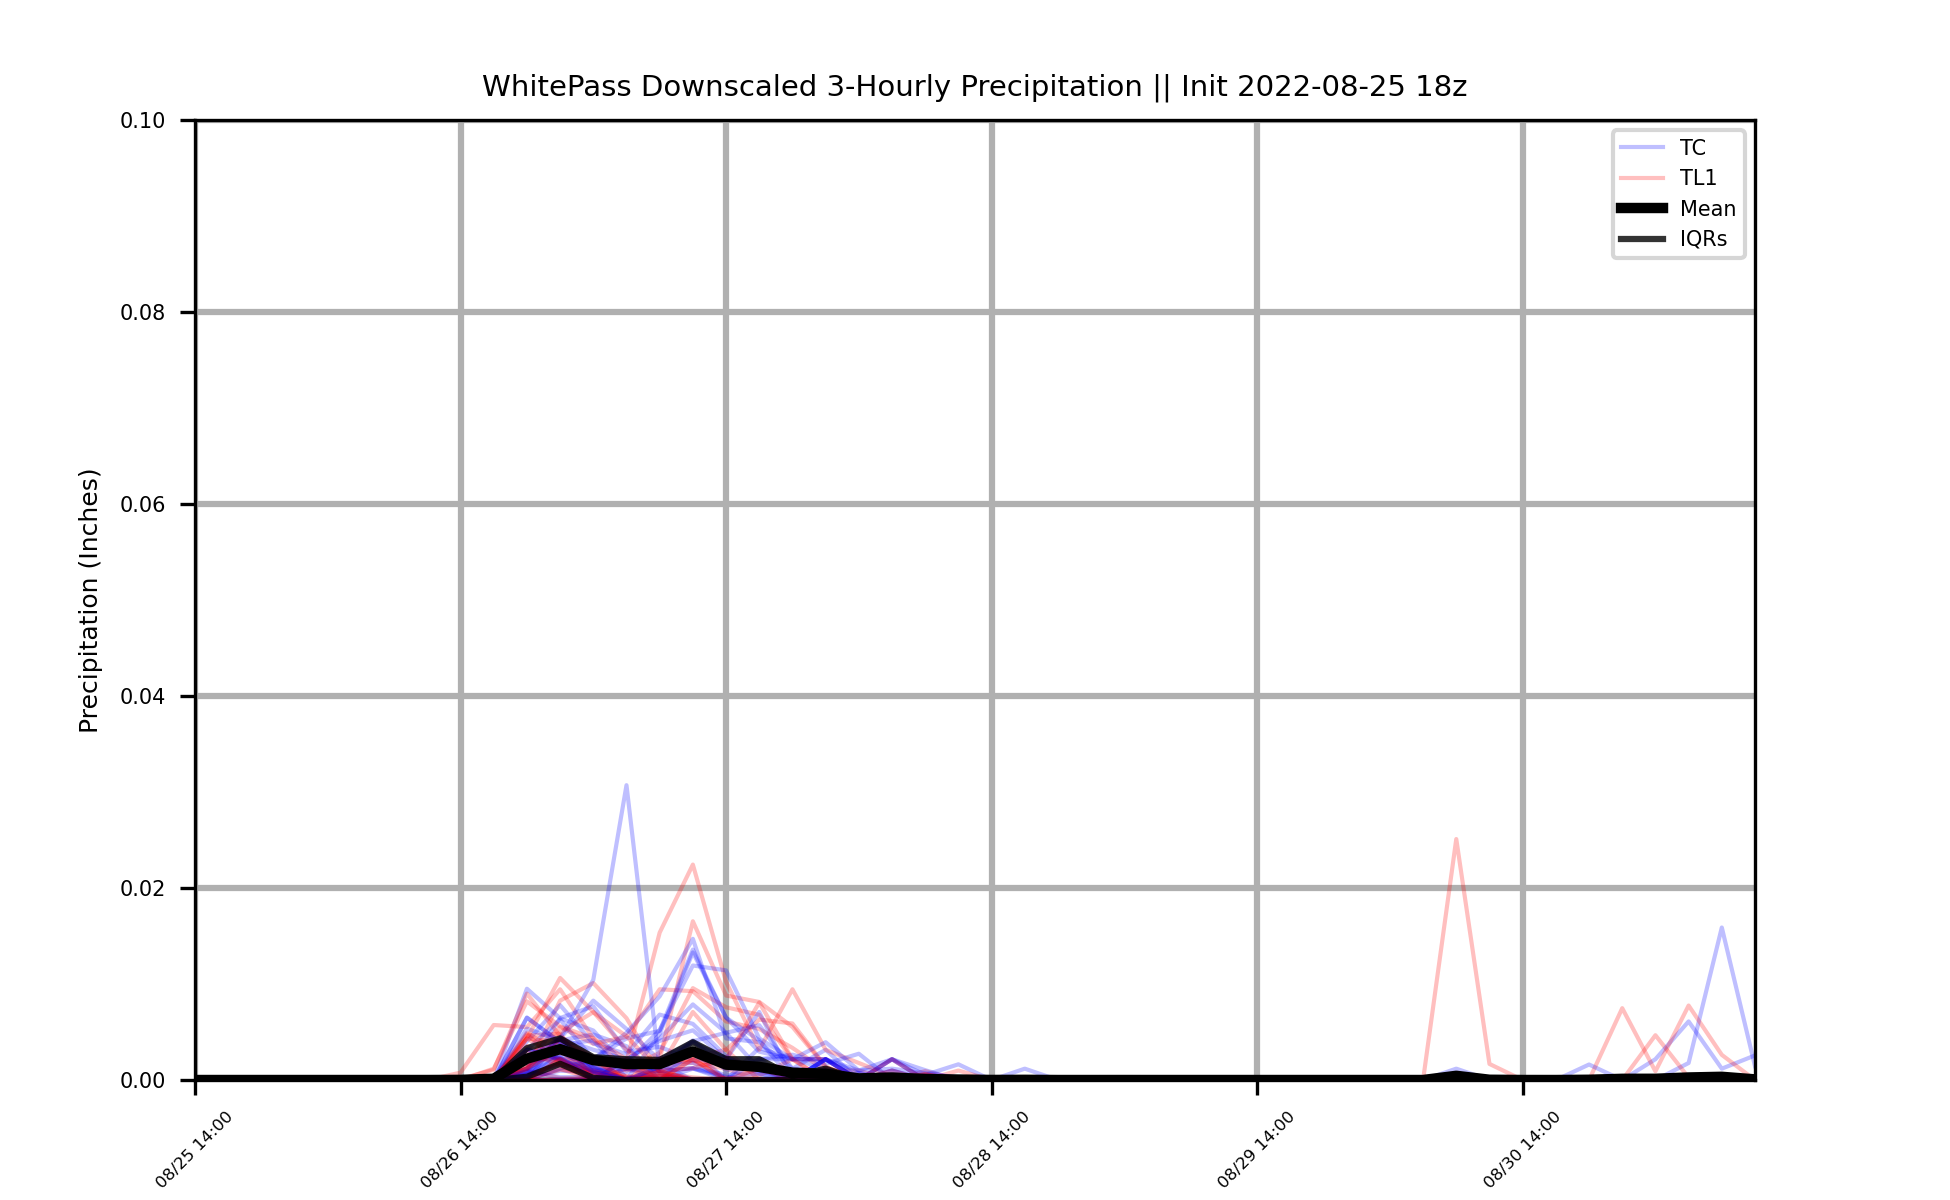 WhitePass Downscaled 3-Hourly Precipitation || Init 2022-08-25 18z
0.10
0.08
0.06
0.04
0.02
0.00
Precipitation (Inches)
TC
TL1
Mean
IQRs
08/25 14:00
08/26 14:00
08/27 14:00
08/28 14:00
08/29 14:00
08/30 14:00